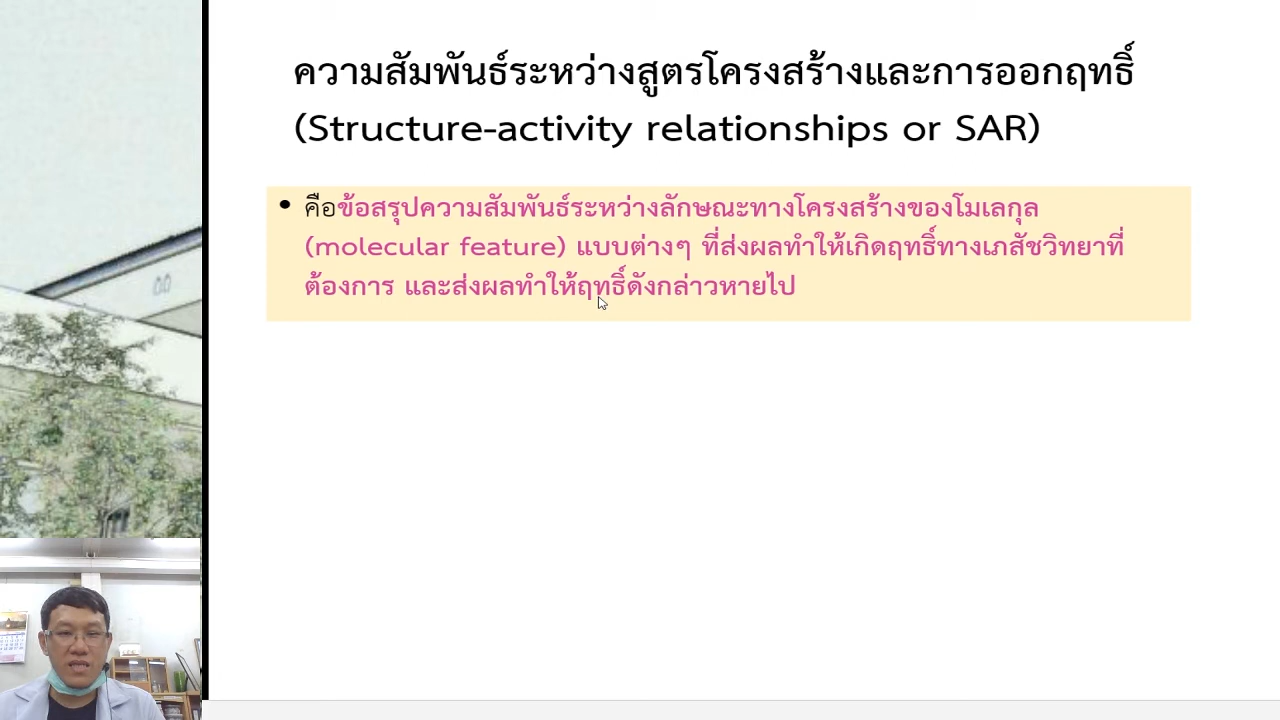 ความสัมพันธ์ระหว่างสูตรโครงสร้างและการออกฤทธิ์
(Structure-activity relationships or SAR)
• คือข้อสรุปความสัมพันธ์ระหว่างลักษณะทางโครงสร้างของโมเลกุล
(molecular feature) แบบต่างๆ ที่ส่งผลทำให้เกิดฤทธิ์ทางเภสัชวิทยาที่
ต้องการ และส่งผลทำให้ฤทธิ์ดังกล่าวหายไป